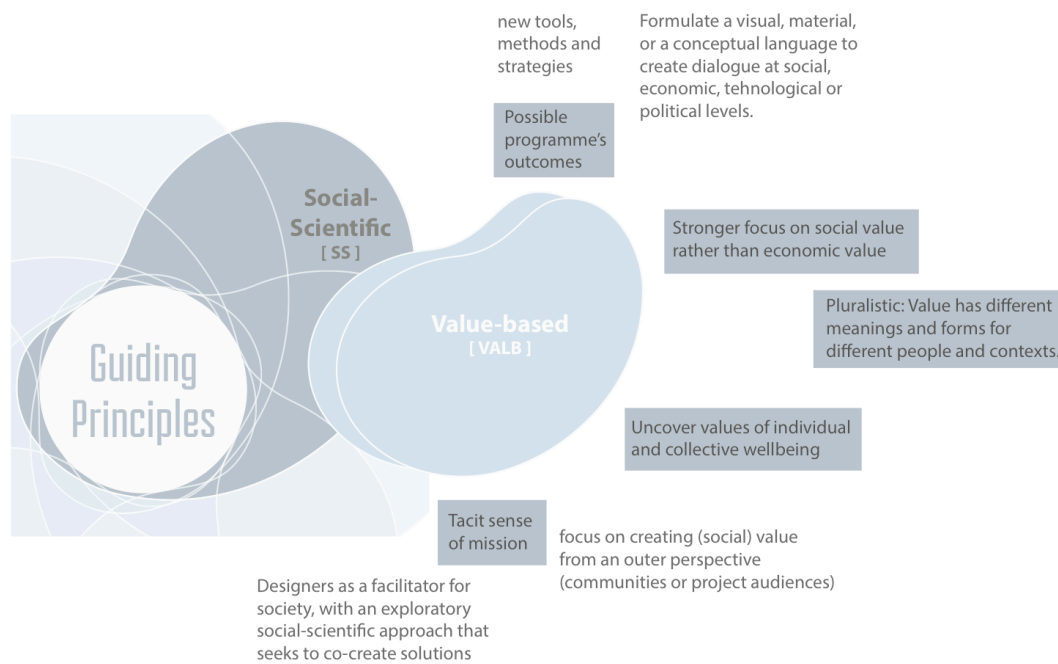 new tools,
methods and
strategies
Formulate a visual, material,
or a conceptual language to
create dialogue at social,
economic, tehnological or
political levels.
Possible
programme's
outcomes
Social-
Scientific
[ SS ]
Stronger focus on social value
rather than economic value
Pluralistic: Value has different
meanings and forms for
different people and contexts.
Value-based
[ VALB ]
Guiding
Principles
Uncover values of individual
and collective wellbeing
Tacit sense
of mission
focus on creating (social) value
from an outer perspective
(communities or project audiences)
Designers as a facilitator for
society, with an exploratory
social-scientific approach that
seeks to co-create solutions